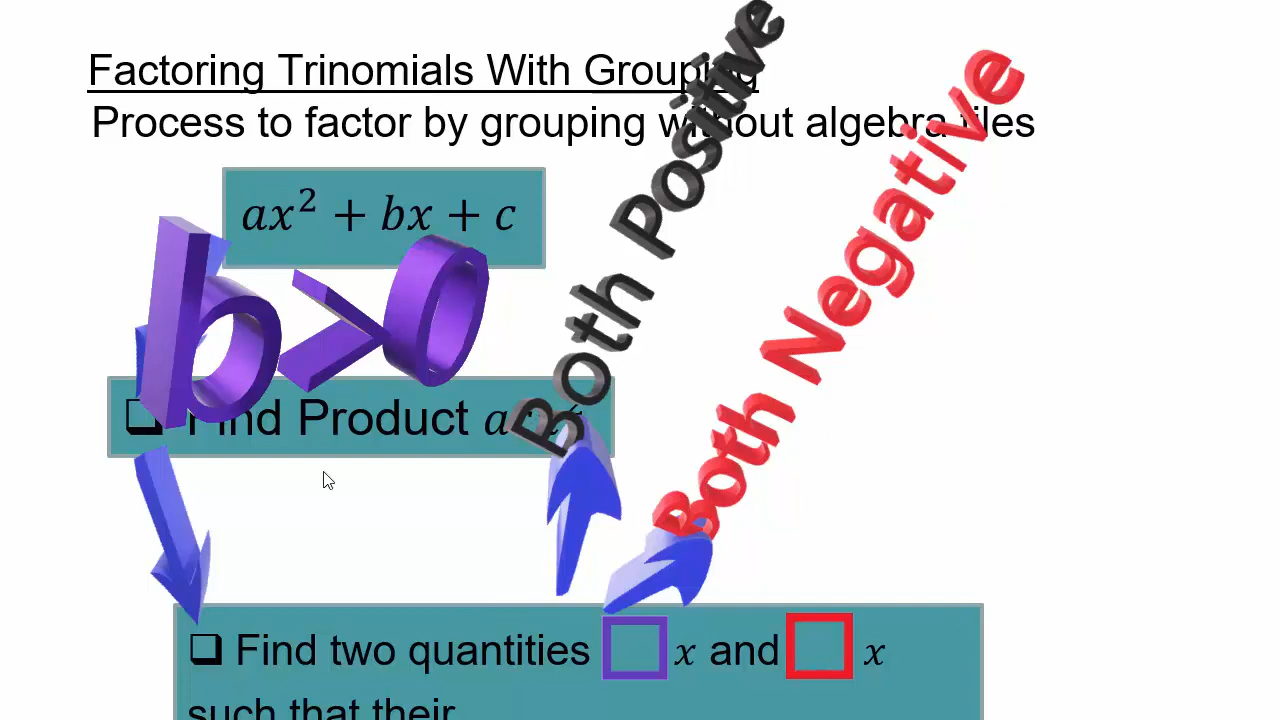 Factoring Trinomials With Grouping
Process to factor by grouping without algebra tiles
ax² + bx + c
b>0
Both Positive
Both Negative
Find Product
Find two quantities x and x
such that their